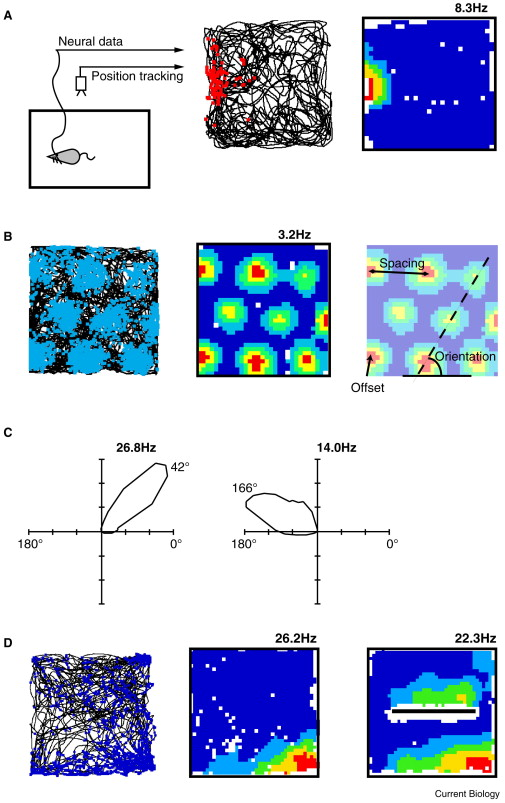 A
8.3Hz
Neural data
Position tracking
B
3.2Hz
Spacing
Orientation
Offset
C
26.8Hz
14.0Hz
42°
166°
180°
0°
180°
0°
D
26.2Hz
22.3Hz
Current Biology